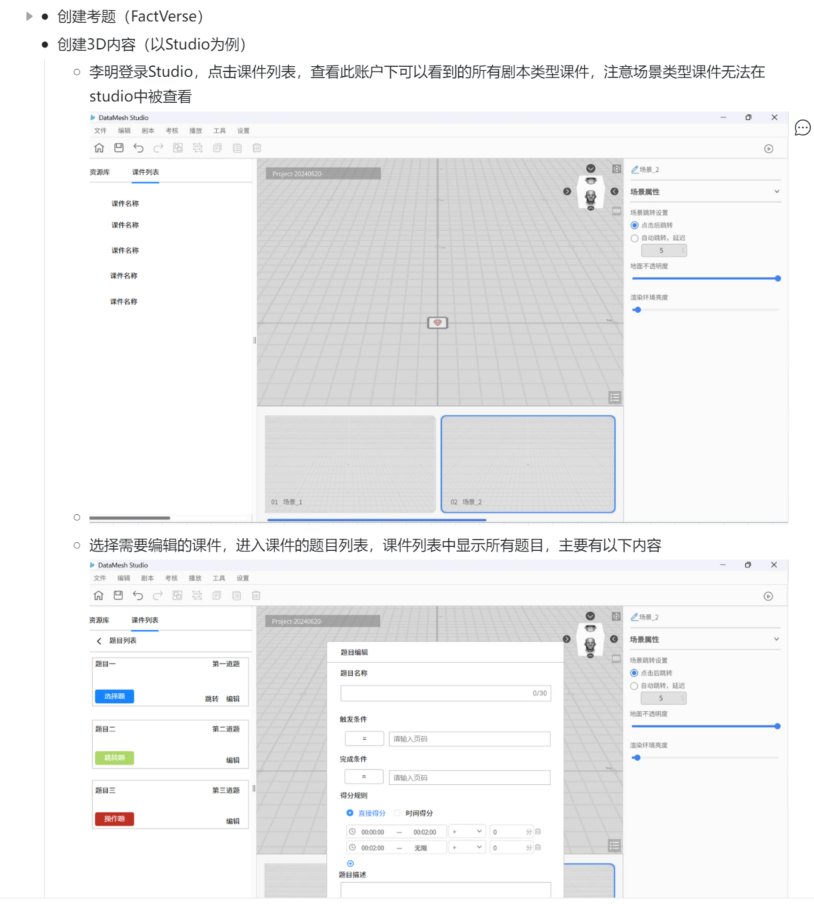 创建考题（FactVerse）
创建3D内容（以Studio为例）
李明登录Studio，点击课件列表，查看此账户下可以看到的所有剧本类型课件，注意场景类型课件无法在
studio中被查看
DataMesh Studio
文件 编辑 剧本 考核 播放 工具 设置
资源库 课件列表
课件名称
课件名称
课件名称
课件名称
课件名称
Project-20240620-
场景_2
场景属性
场景跳转设置
点击后跳转
自动跳转，延迟
5
地面不透明度
渲染环境亮度
01 场景_1
02 场景_2
选择需要编辑的课件，进入课件的题目列表，课件列表中显示所有题目，主要有以下内容
DataMesh Studio
文件 编辑 剧本 考核 播放 工具 设置
资源库 课件列表
题目列表
题目一 第一道题
选择题 跳转 编辑
题目二 第二道题
编辑
题目三 第三道题
操作题 编辑
Project-20240620-
题目编辑
题目名称
0/30
触发条件
= 请输入页码
完成条件
= 请输入页码
得分规则
直接得分 时间得分
00:00:00 — 00:02:00 + 0 分
00:02:00 — 无限 + 0 分
题目描述
场景_2
场景属性
场景跳转设置
点击后跳转
自动跳转，延迟
5
地面不透明度
渲染环境亮度